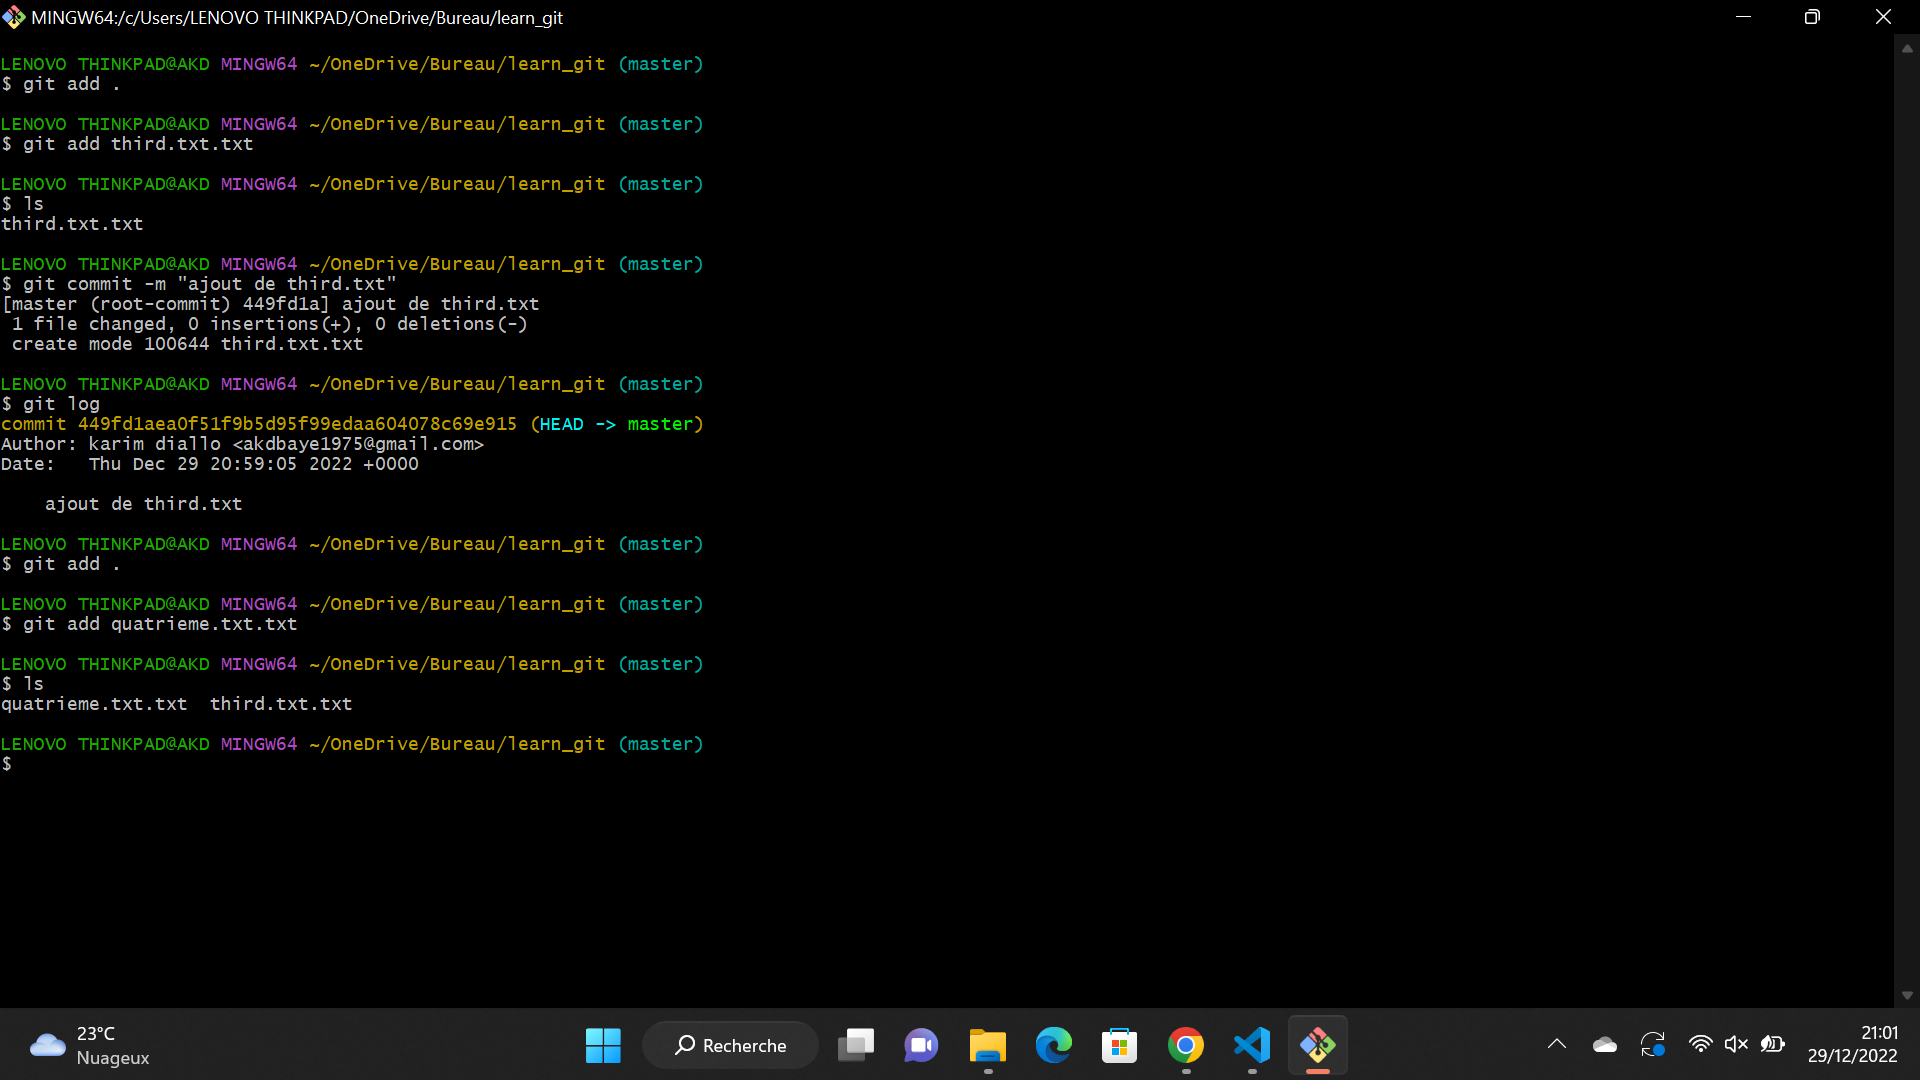 MINGW64:/c/Users/LENOVO THINKPAD/OneDrive/Bureau/learn_git
LENOVO THINKPAD@AKD MINGW64 ~/OneDrive/Bureau/learn_git (master)
$ git add .
LENOVO THINKPAD@AKD MINGW64 ~/OneDrive/Bureau/learn_git (master)
$ git add third.txt.txt
LENOVO THINKPAD@AKD MINGW64 ~/OneDrive/Bureau/learn_git (master)
$ ls
third.txt.txt
LENOVO THINKPAD@AKD MINGW64 ~/OneDrive/Bureau/learn_git (master)
$ git commit -m "ajout de third.txt"
[master (root-commit) 449fd1a] ajout de third.txt
 1 file changed, 0 insertions(+), 0 deletions(-)
 create mode 100644 third.txt.txt
LENOVO THINKPAD@AKD MINGW64 ~/OneDrive/Bureau/learn_git (master)
$ git log
commit 449fd1aea0f51f9b5d95f99edaa604078c69e915 (HEAD -> master)
Author: karim diallo <akdbaye1975@gmail.com>
Date:   Thu Dec 29 20:59:05 2022 +0000
    ajout de third.txt
LENOVO THINKPAD@AKD MINGW64 ~/OneDrive/Bureau/learn_git (master)
$ git add .
LENOVO THINKPAD@AKD MINGW64 ~/OneDrive/Bureau/learn_git (master)
$ git add quatrieme.txt.txt
LENOVO THINKPAD@AKD MINGW64 ~/OneDrive/Bureau/learn_git (master)
$ ls
quatrieme.txt.txt  third.txt.txt
LENOVO THINKPAD@AKD MINGW64 ~/OneDrive/Bureau/learn_git (master)
$
23°C
Nuageux
Recherche
21:01
29/12/2022